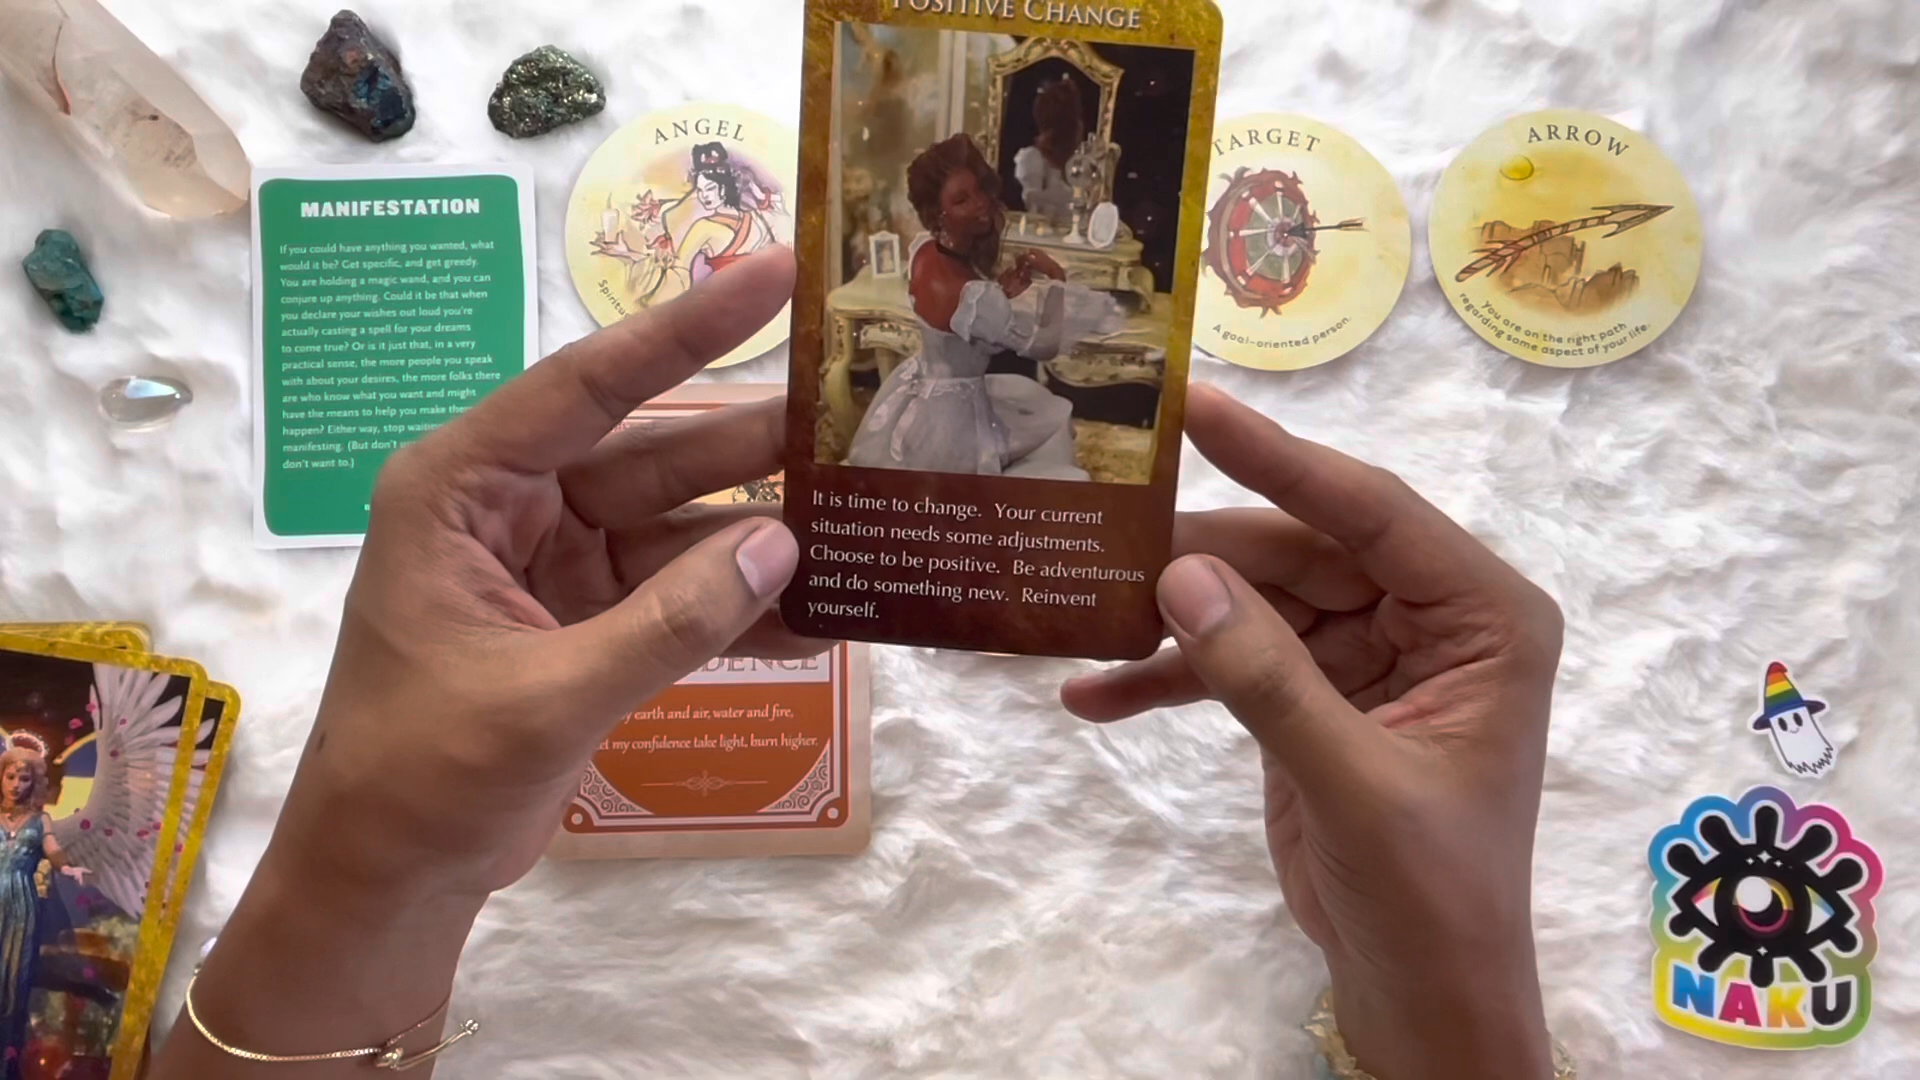 POSITIVE CHANGE
It is time to change. Your current
situation needs some adjustments.
Choose to be positive. Be adventurous
and do something new. Reinvent
yourself.
MANIFESTATION
If you could have anything you wanted, what
would it be? Get specific, and get greedy.
You are holding a magic wand, and you can
conjure up anything. Could it be that when
you declare your wishes out loud you're
actually casting a spell for your dreams
to come true? Or is it just that, in a very
practical sense, the more people you speak
with about your desires, the more folks there
are who know what you want and might
have the means to help you make them
happen? Either way, stop waiting
manifesting. (But don't
don't want to.)
ANGEL
TARGET
A goal-oriented person.
ARROW
You are on the right path
regarding some aspect of your life.
earth and air, water and fire,
my confidence take light, burn higher.
NAKU